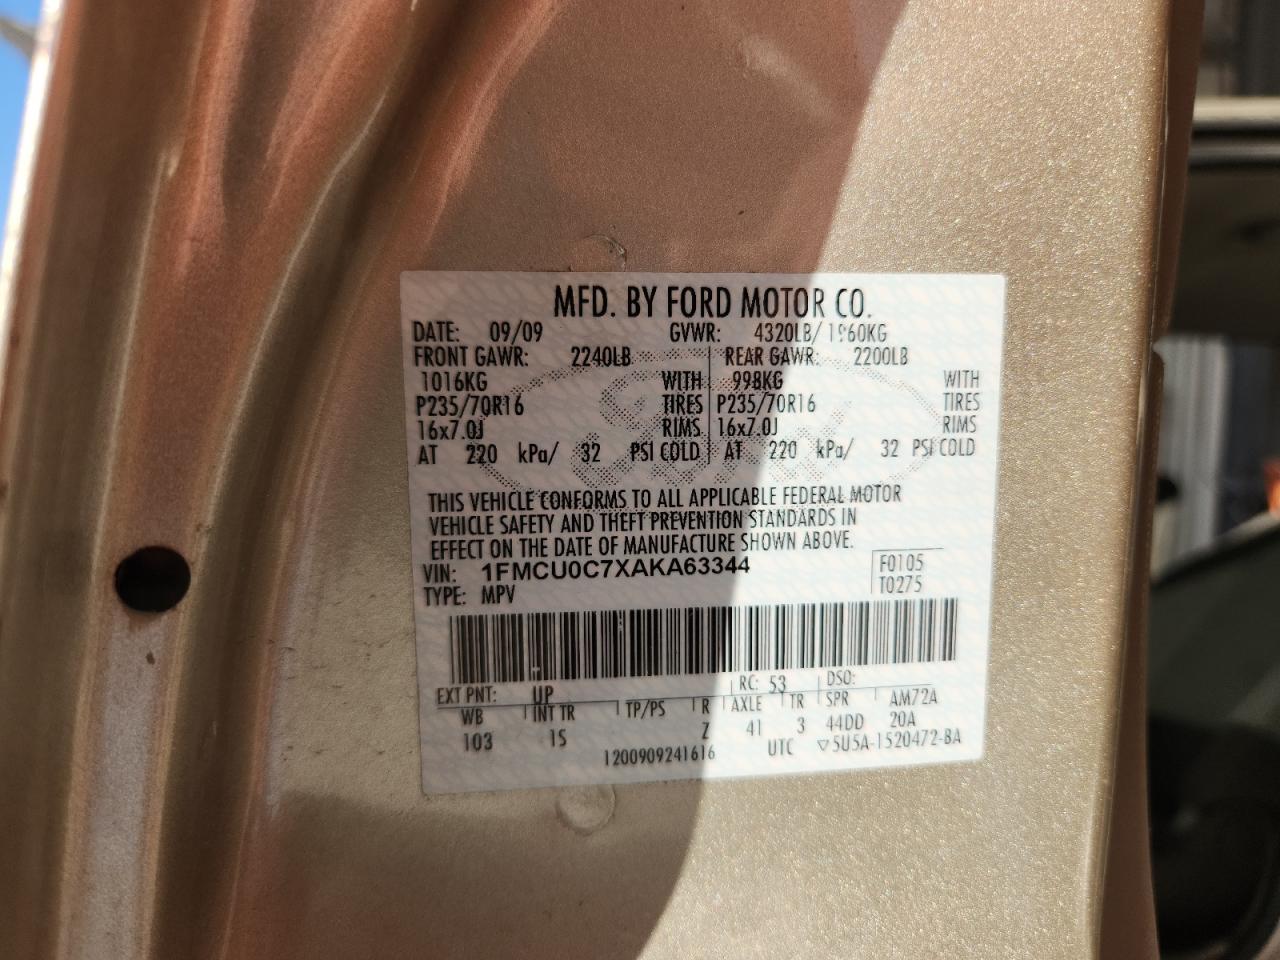 MFD. BY FORD MOTOR CO.
DATE: 09/09 GVWR: 4320LB/ 1960KG
FRONT GAWR: 2240LB REAR GAWR: 2200LB
1016KG WITH 998KG WITH
P235/70R16 TIRES P235/70R16 TIRES
16x7.0J RIMS 16x7.0J RIMS
AT 220 kPa/ 32 PSI COLD AT 220 kPa/ 32 PSI COLD
THIS VEHICLE CONFORMS TO ALL APPLICABLE FEDERAL MOTOR
VEHICLE SAFETY AND THEFT PREVENTION STANDARDS IN
EFFECT ON THE DATE OF MANUFACTURE SHOWN ABOVE.
VIN: 1FMCU0C7XAKA63344 F0105
TYPE: MPV T0275
EXT PNT: UP RC: 53 DSO:
WB INT TR TP/PS R AXLE TR SPR AM72A
103 1S Z 41 3 44DD 20A
1200909241616 UTC ▽5U5A-1520472-BA